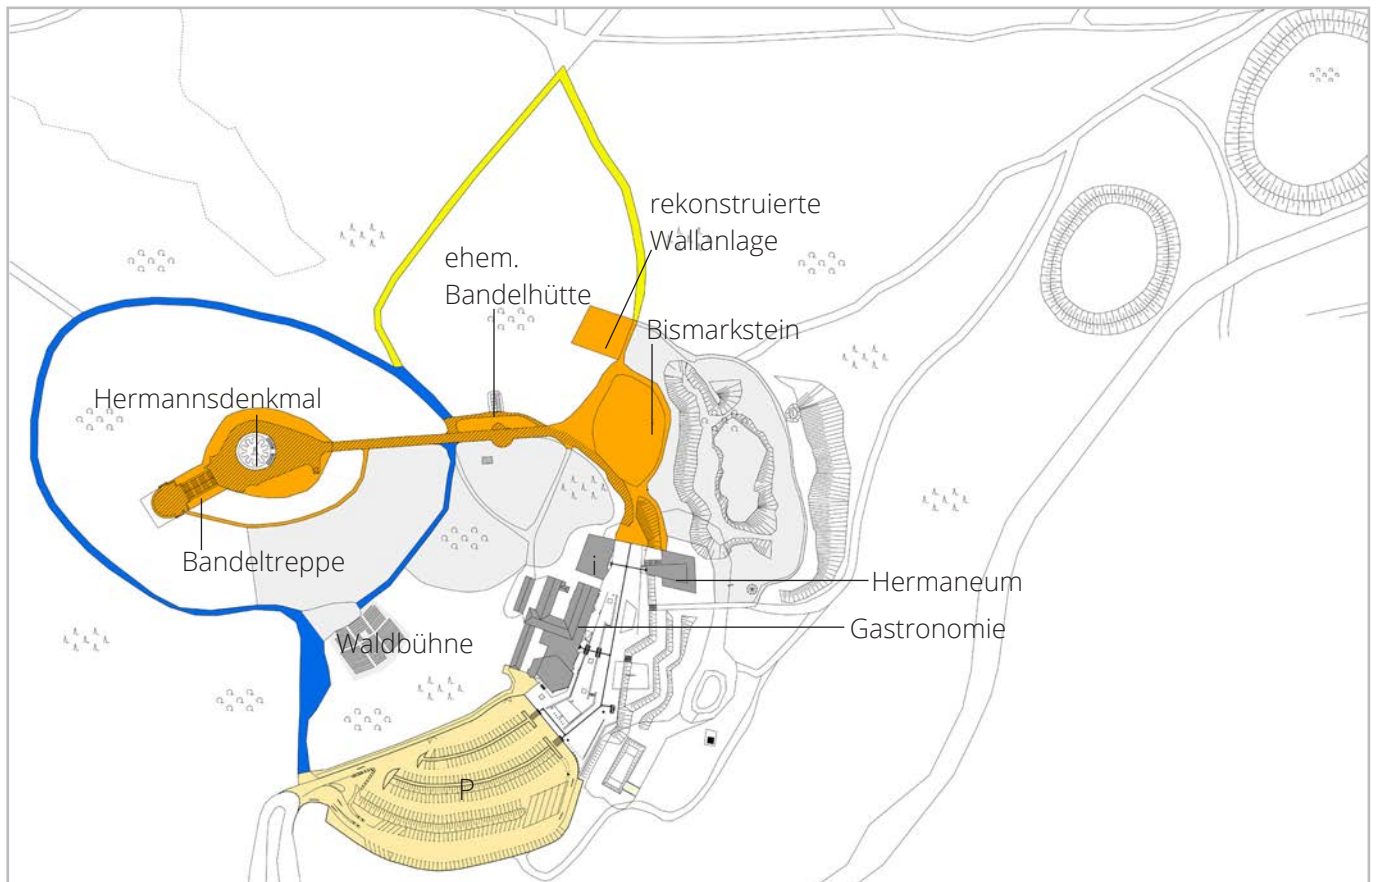 rekonstruierte
Wallanlage
ehem.
Bandelhütte
Bismarkstein
Hermannsdenkmal
Bandeltreppe
i
Hermaneum
Gastronomie
Waldbühne
P